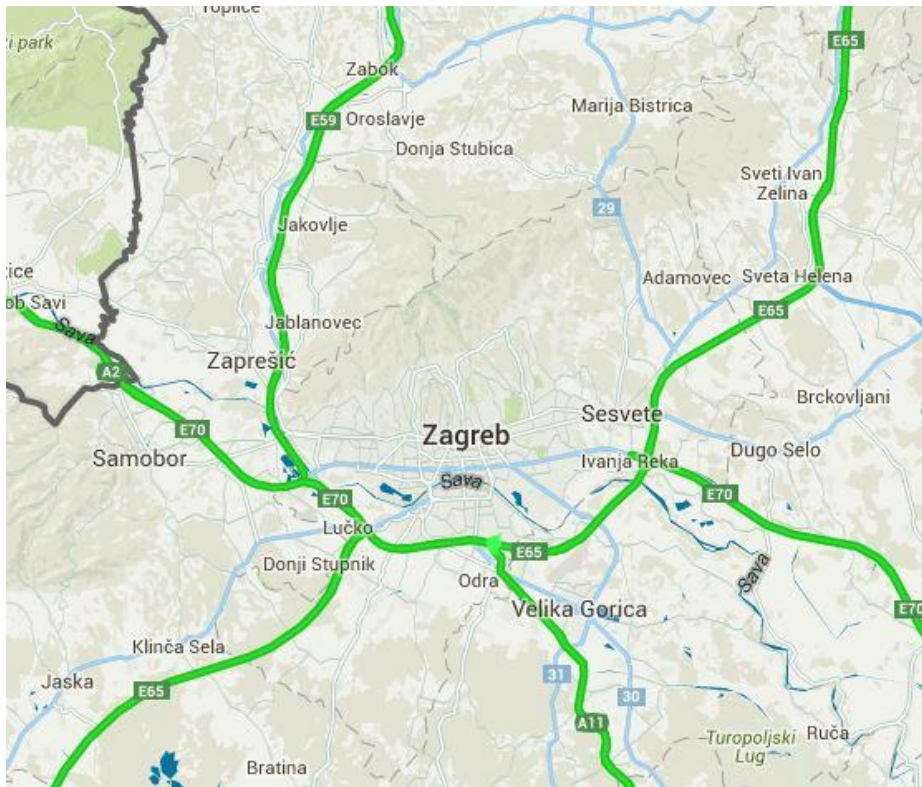 Toplice
zi park
E65
Zabok
Marija Bistrica
E59
Oroslavje
Donja Stubica
Sveti Ivan
Zelina
29
Jakovlje
tice
Adamovec
Sveta Helena
ob Savi
E65
Sava
Jablanovec
Zaprešić
A2
Brckovljani
Sesvete
E70
Zagreb
Dugo Selo
Samobor
Ivanja Reka
Sava
E70
E70
Lučko
E65
Donji Stupnik
Sava
Odra
Velika Gorica
E70
Klinča Sela
31
Jaska
E65
30
A11
Ruča
Turopoljski
Lug
Bratina